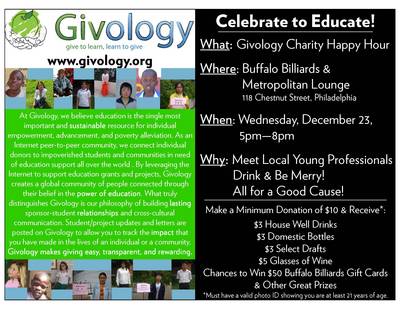 Givology
give to learn, learn to give
www.givology.org
At Givology, we believe education is the single most
important and sustainable resource for individual
empowerment, advancement, and poverty alleviation. As an
Internet peer-to-peer community, we connect individual
donors to impoverished students and communities in need
of education support all over the world . By leveraging the
Internet to support education grants and projects, Givology
creates a global community of people connected through
their belief in the power of education. What truly
distinguishes Givology is our philosophy of building lasting
sponsor-student relationships and cross-cultural
communication. Student/project updates and letters are
posted on Givology to allow you to track the impact that
you have made in the lives of an individual or a community.
Givology makes giving easy, transparent, and rewarding.
Celebrate to Educate!
What: Givology Charity Happy Hour
Where: Buffalo Billiards &
Metropolitan Lounge
118 Chestnut Street, Philadelphia
When: Wednesday, December 23,
5pm—8pm
Why: Meet Local Young Professionals
Drink & Be Merry!
All for a Good Cause!
Make a Minimum Donation of $10 & Receive*:
$3 House Well Drinks
$3 Domestic Bottles
$3 Select Drafts
$5 Glasses of Wine
Chances to Win $50 Buffalo Billiards Gift Cards
& Other Great Prizes
*Must have a valid photo ID showing you are at least 21 years of age.